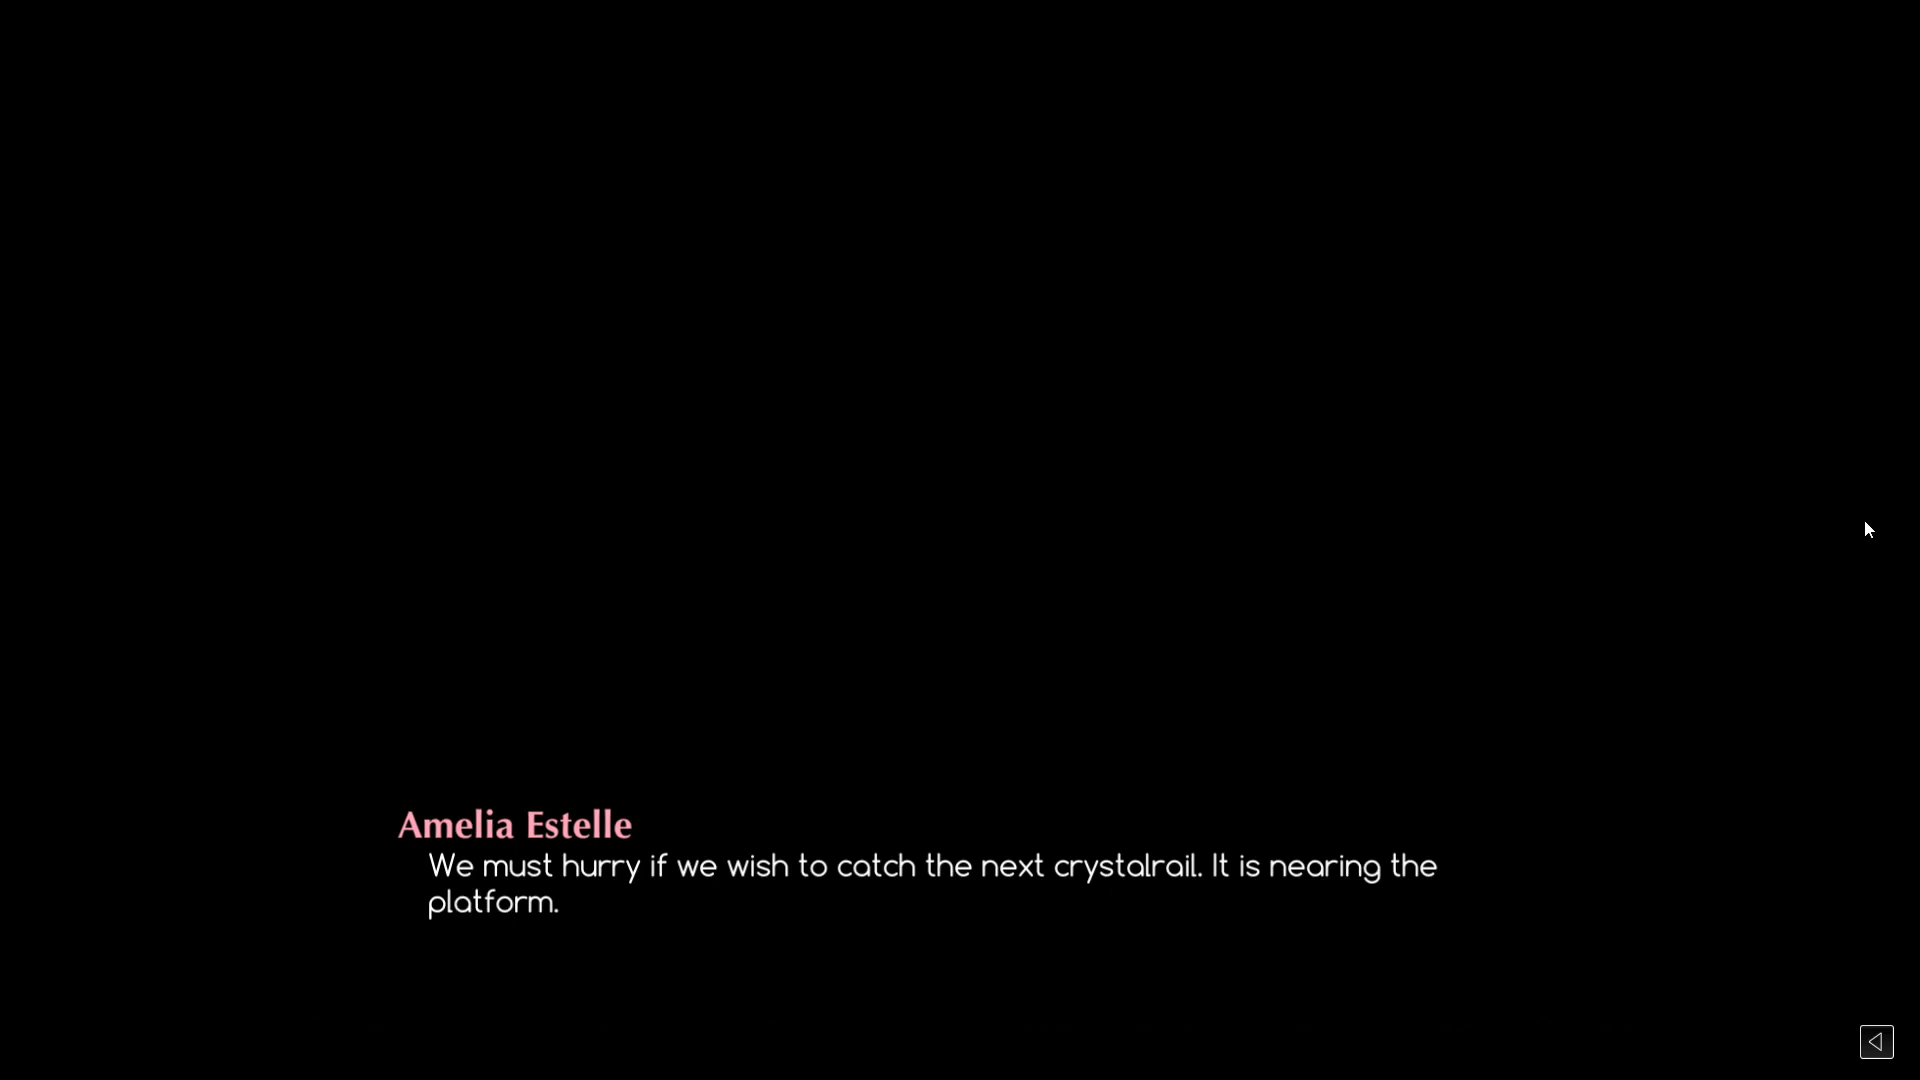 Amelia Estelle
We must hurry if we wish to catch the next crystalrail. It is nearing the
platform.